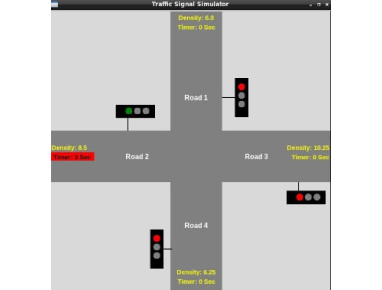 Traffic Signal Simulator
Density: 6.0
Timer: 0 Sec
Road 1
Density: 8.5
Timer: 0 Sec
Road 2
Road 3
Density: 10.25
Timer: 0 Sec
Road 4
Density: 6.25
Timer: 0 Sec